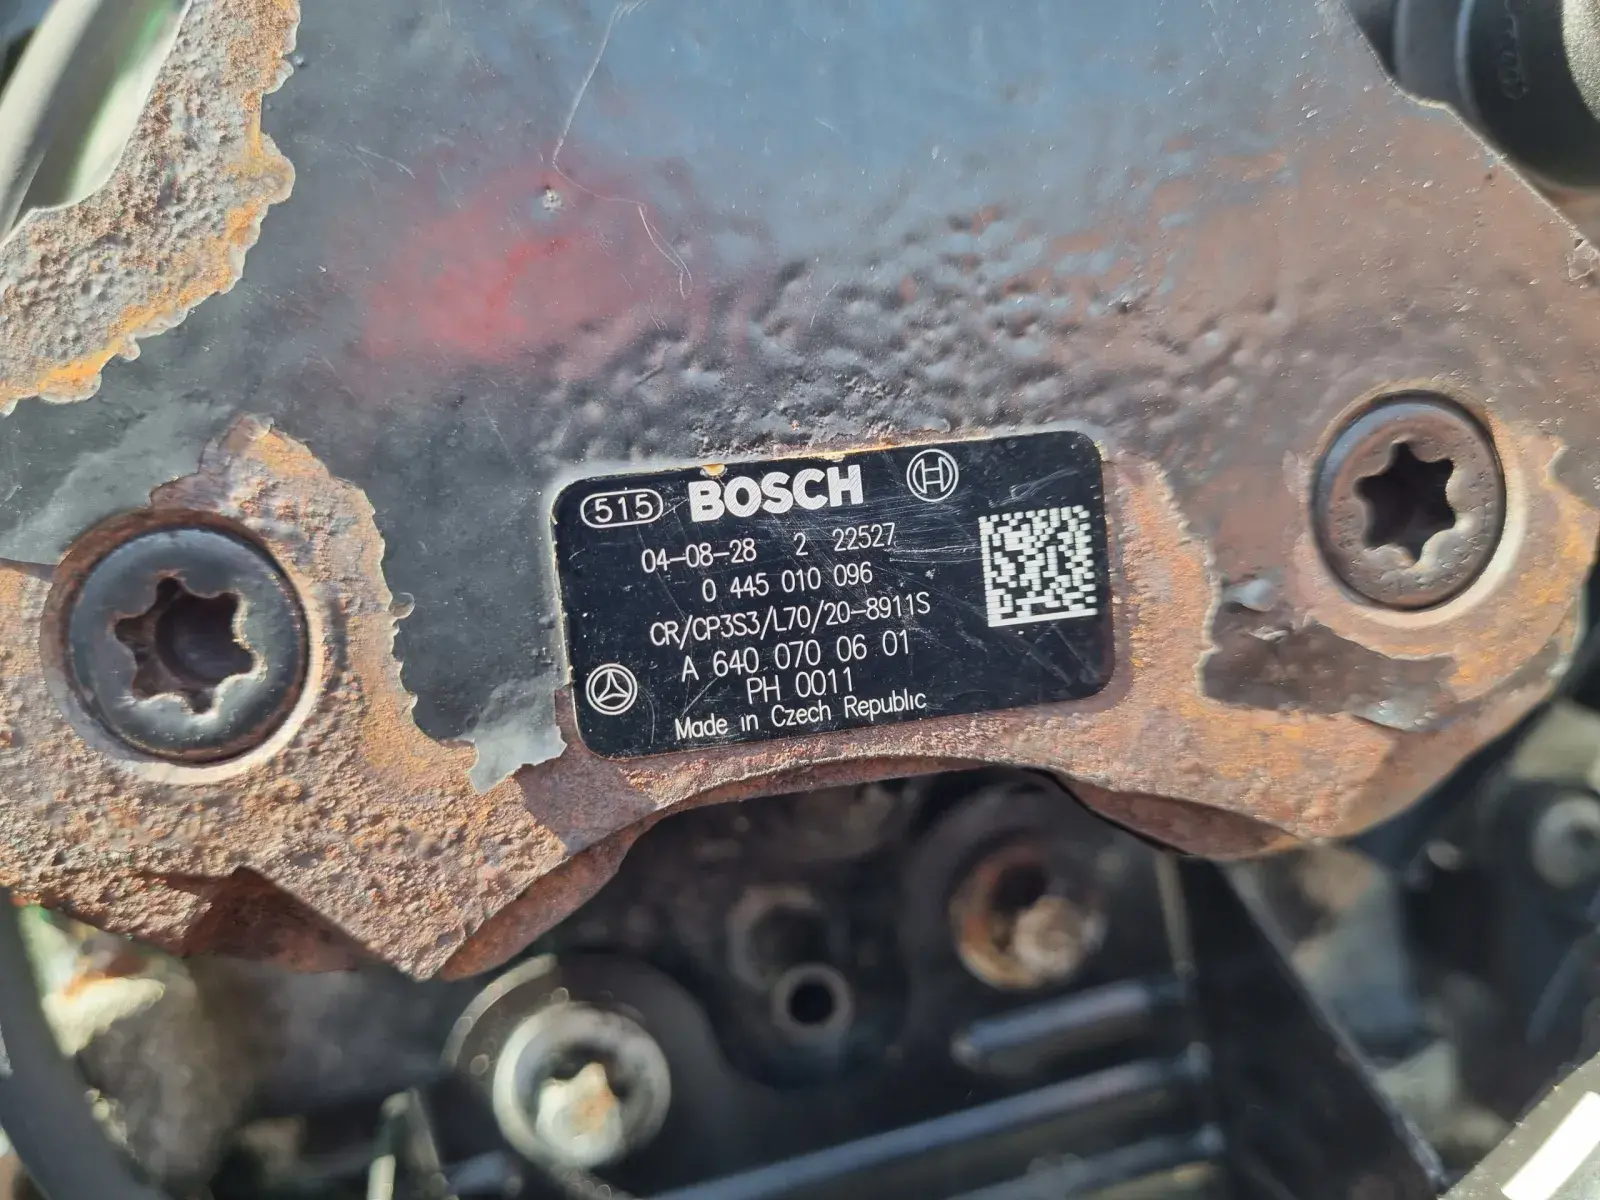 515 BOSCH
04-08-28 2 22527
0 445 010 096
CR/CP3S3/L70/20-8911S
A 640 070 06 01
PH 0011
Made in Czech Republic